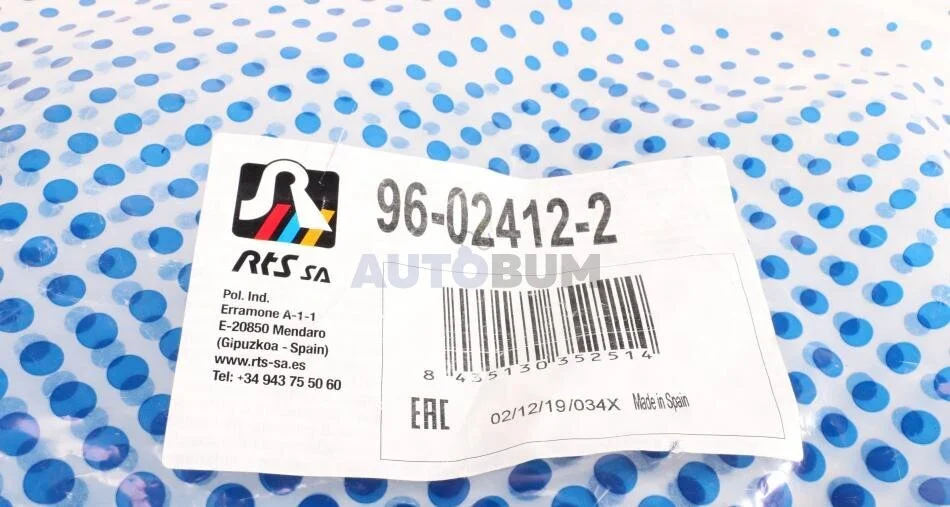 96-02412-2
RtS SA
AUTOBUM
Pol. Ind.
Erramone A-1-1
E-20850 Mendaro
(Gipuzkoa - Spain)
www.rts-sa.es
Tel: +34 943 75 50 60
8 435130 352514
EAC
02/12/19/034X Made in Spain